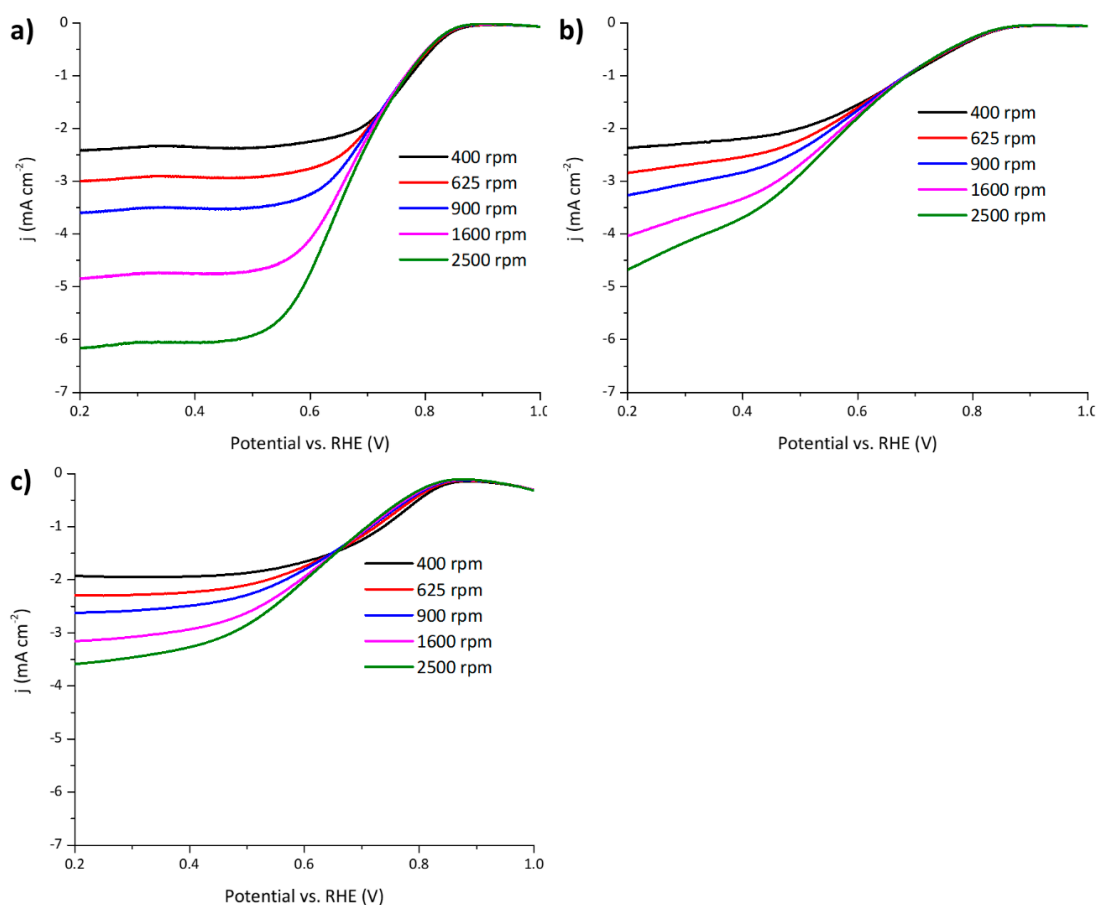 a)
0
-1
-2
-3
-4
-5
-6
-7
j (mA cm⁻²)
400 rpm
625 rpm
900 rpm
1600 rpm
2500 rpm
0.2
0.4
0.6
0.8
1.0
Potential vs. RHE (V)
b)
0
-1
-2
-3
-4
-5
-6
-7
j (mA cm⁻²)
400 rpm
625 rpm
900 rpm
1600 rpm
2500 rpm
0.2
0.4
0.6
0.8
1.0
Potential vs. RHE (V)
c)
0
-1
-2
-3
-4
-5
-6
-7
j (mA cm⁻²)
400 rpm
625 rpm
900 rpm
1600 rpm
2500 rpm
0.2
0.4
0.6
0.8
1.0
Potential vs. RHE (V)